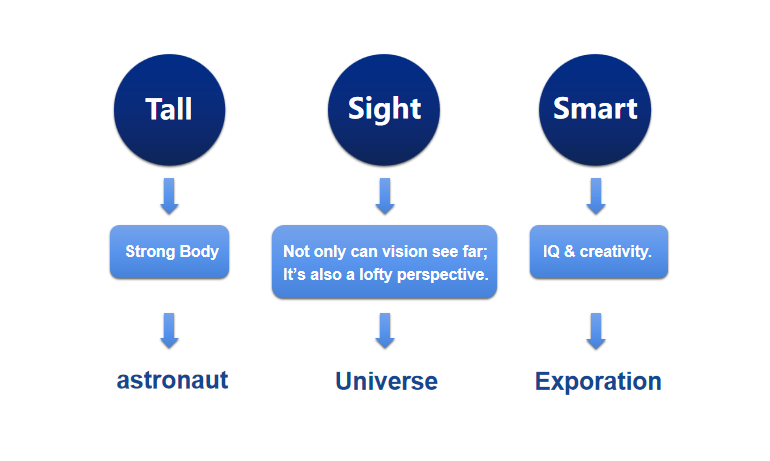 Tall
Sight
Smart
Strong Body
Not only can vision see far;
It's also a lofty perspective.
IQ & creativity.
astronaut
Universe
Exporation